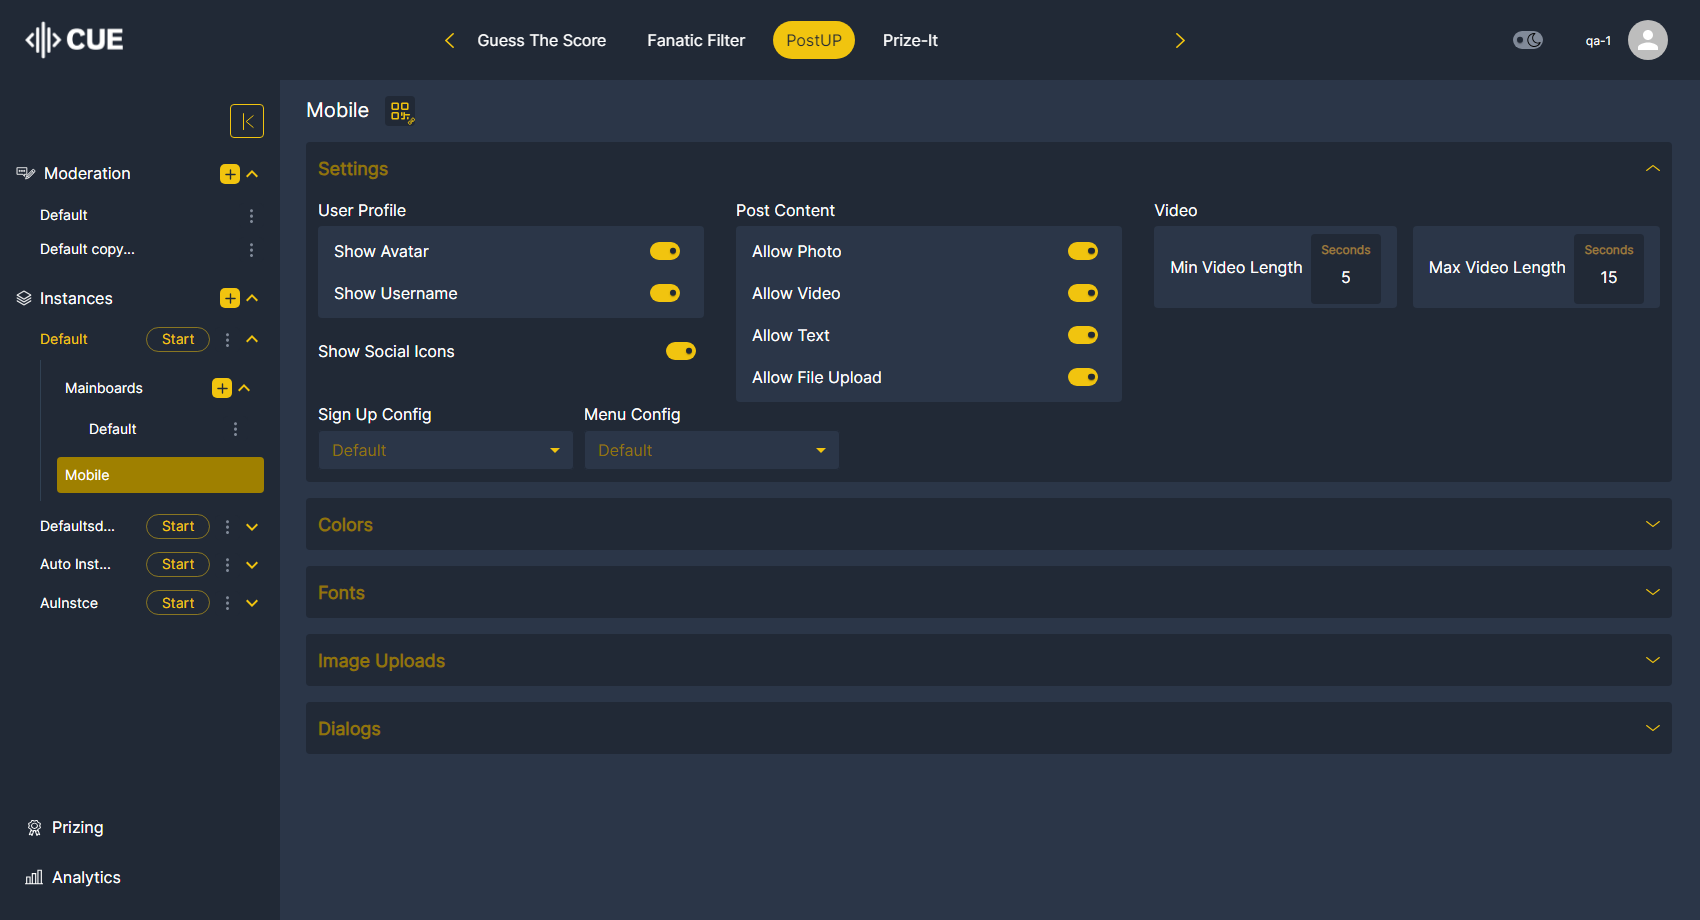 CUE
Guess The Score
Fanatic Filter
PostUP
Prize-It
qa-1
Moderation
Default
Default copy...
Instances
Default
Start
Mainboards
Default
Mobile
Defaultsd...
Start
Auto Inst...
Start
AuInstce
Start
Prizing
Analytics
Mobile
Settings
User Profile
Show Avatar
Show Username
Show Social Icons
Post Content
Allow Photo
Allow Video
Allow Text
Allow File Upload
Video
Min Video Length
Seconds
5
Max Video Length
Seconds
15
Sign Up Config
Default
Menu Config
Default
Colors
Fonts
Image Uploads
Dialogs